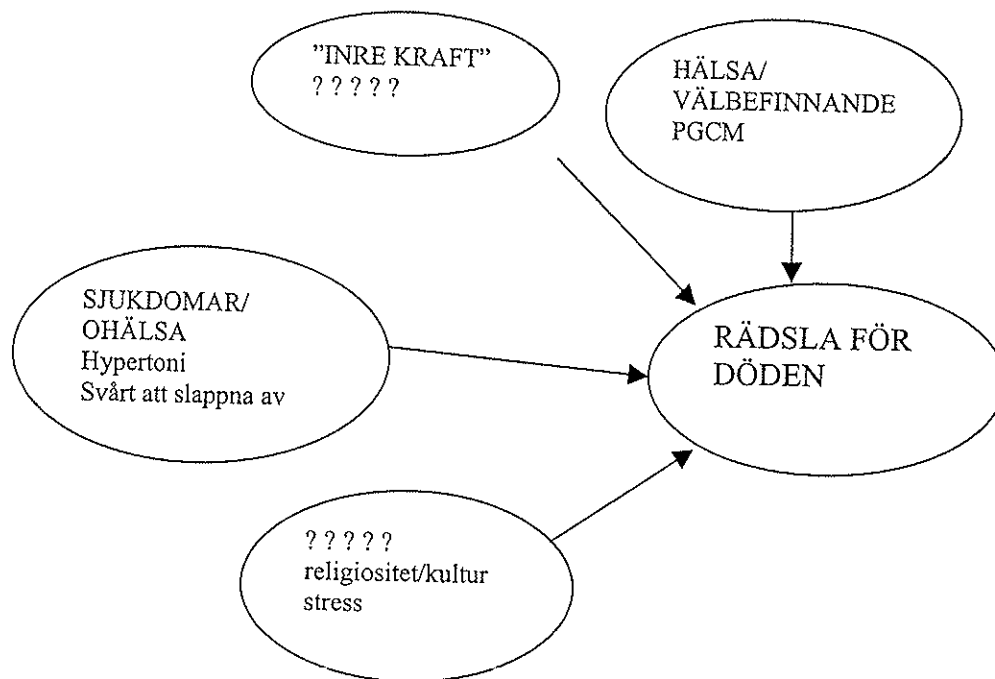 ”INRE KRAFT”
? ? ? ? ?
HÄLSA/
VÄLBEFINNANDE
PGCM
SJUKDOMAR/
OHÄLSA
Hypertoni
Svårt att slappna av
RÄDSLA FÖR
DÖDEN
? ? ? ? ?
religiositet/kultur
stress